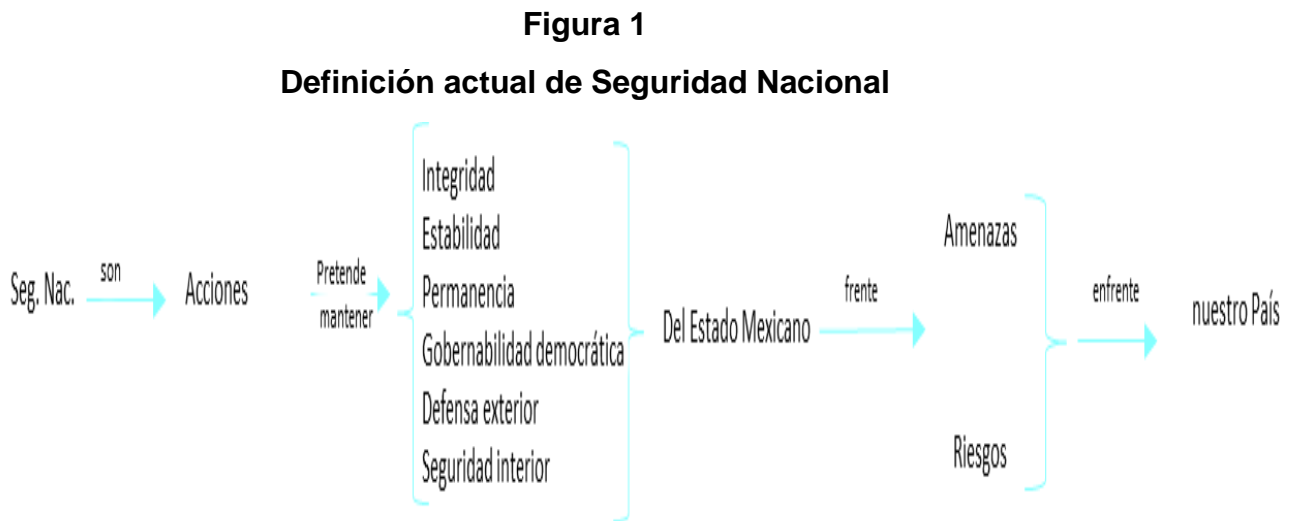 Figura 1
Definición actual de Seguridad Nacional
Seg. Nac.
son
Acciones
Pretende
mantener
Integridad
Estabilidad
Permanencia
Gobernabilidad democrática
Defensa exterior
Seguridad interior
Del Estado Mexicano
frente
Amenazas
Riesgos
enfrente
nuestro País